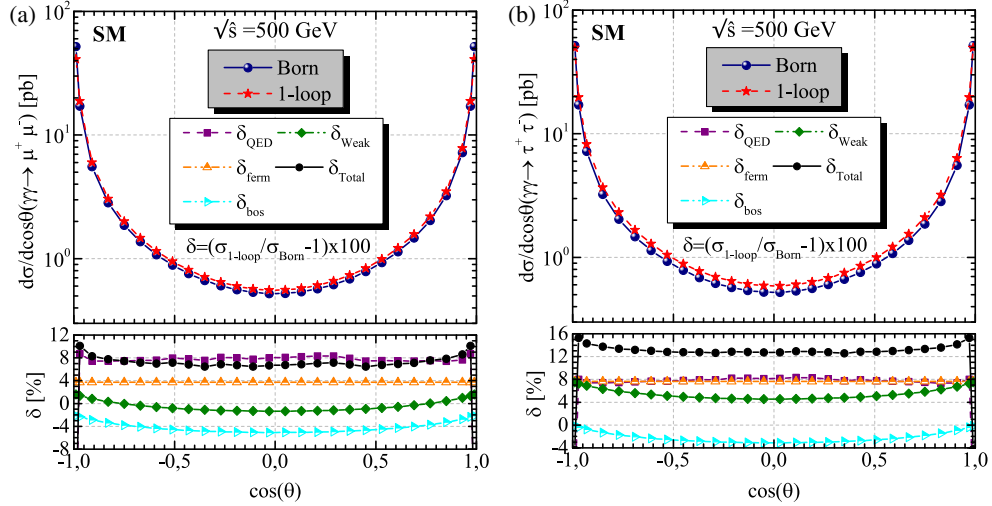 (a)
SM
√ŝ =500 GeV
Born
1-loop
δ_QED
δ_Weak
δ_ferm
δ_Total
δ_bos
δ=(σ_1-loop/σ_Born-1)x100
dσ/dcosθ(γγ→ μ⁺ μ⁻) [pb]
10²
10¹
10⁰
δ [%]
12
8
4
0
-4
-8
-1,0
-0,5
0,0
0,5
1,0
cos(θ)
(b)
SM
√ŝ =500 GeV
Born
1-loop
δ_QED
δ_Weak
δ_ferm
δ_Total
δ_bos
δ=(σ_1-loop/σ_Born-1)x100
dσ/dcosθ(γγ→ τ⁺ τ⁻) [pb]
10²
10¹
10⁰
δ [%]
16
12
8
4
0
-4
-1,0
-0,5
0,0
0,5
1,0
cos(θ)